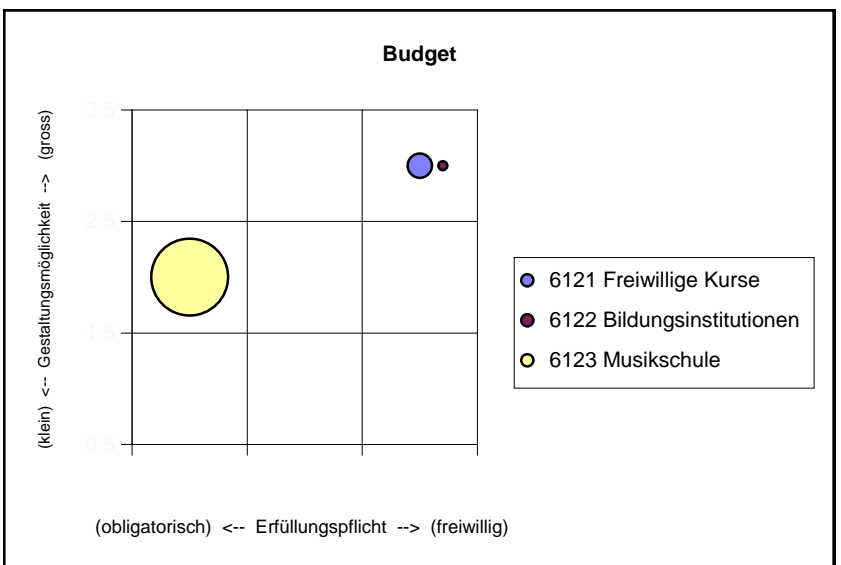 Budget
(klein) <-- Gestaltungsmöglichkeit --> (gross)
3.5
2.5
1.5
0.5
6121 Freiwillige Kurse
6122 Bildungsinstitutionen
6123 Musikschule
(obligatorisch) <-- Erfüllungspflicht --> (freiwillig)